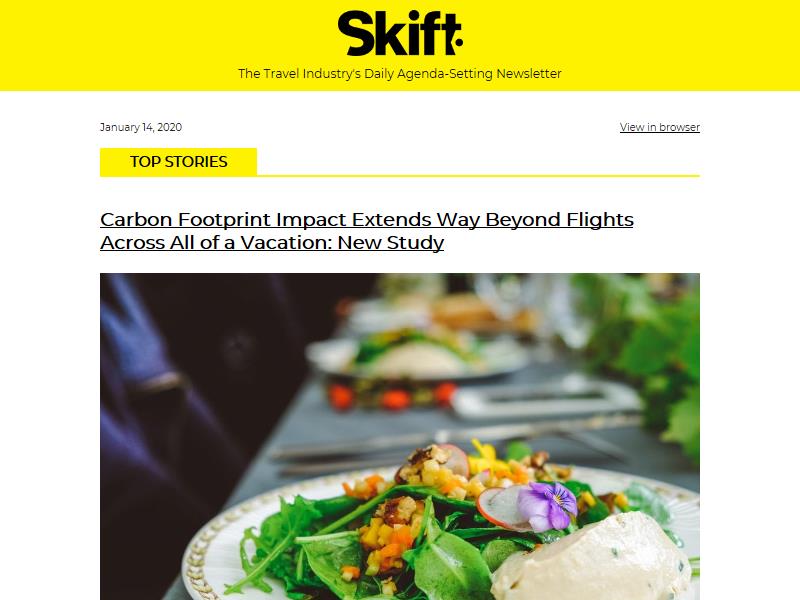 Skift
The Travel Industry's Daily Agenda-Setting Newsletter
January 14, 2020
View in browser
TOP STORIES
Carbon Footprint Impact Extends Way Beyond Flights
Across All of a Vacation: New Study